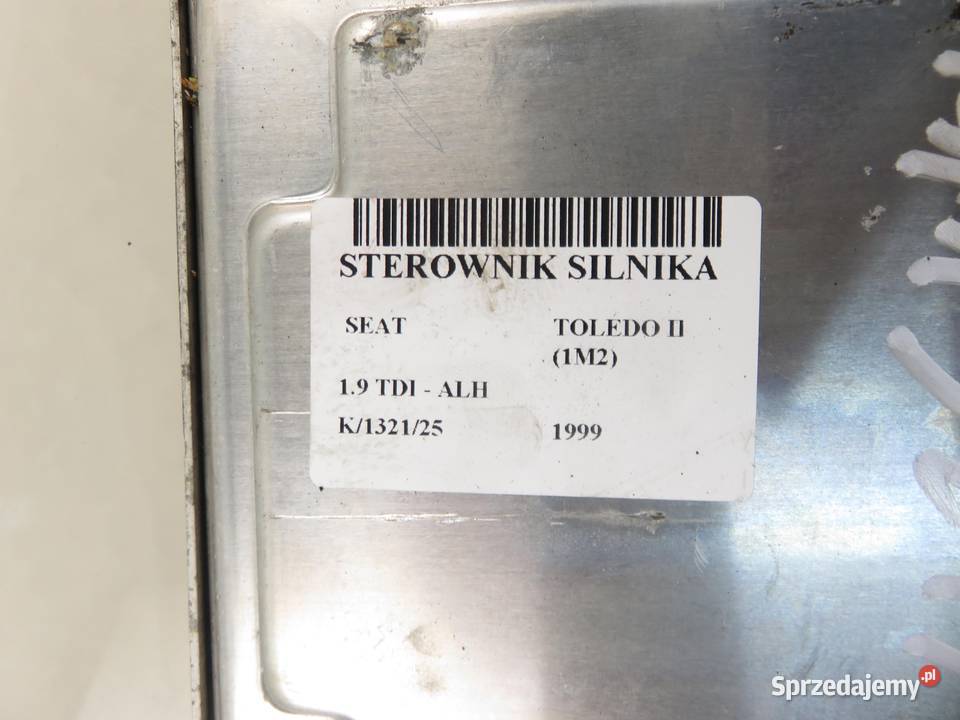 STEROWNIK SILNIKA
SEAT TOLEDO II
(1M2)
1.9 TDI - ALH
K/1321/25 1999
Sprzedajemy.pl